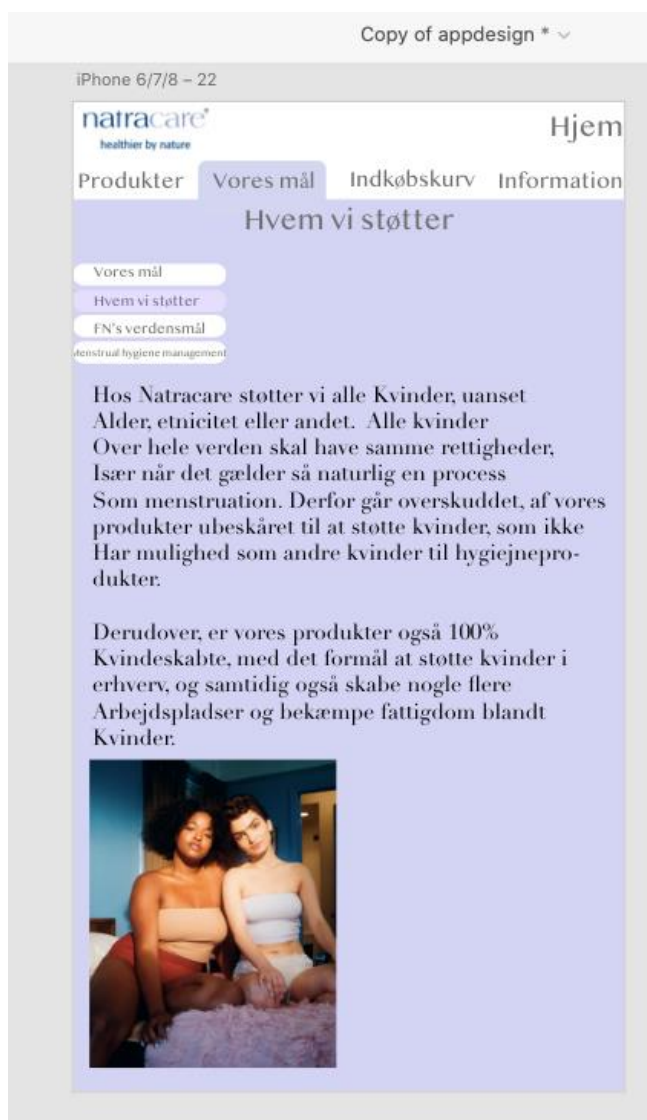 Copy of appdesign *
iPhone 6/7/8 – 22
natracare®
healthier by nature
Hjem
Produkter
Vores mål
Indkøbskurv
Information
Hvem vi støtter
Vores mål
Hvem vi støtter
FN's verdensmål
Menstrual hygiene management
Hos Natracare støtter vi alle Kvinder, uanset
Alder, etnicitet eller andet. Alle kvinder
Over hele verden skal have samme rettigheder,
Især når det gælder så naturlig en process
Som menstruation. Derfor går overskuddet, af vores
produkter ubeskåret til at støtte kvinder, som ikke
Har mulighed som andre kvinder til hygiejnepro-
dukter.
Derudover, er vores produkter også 100%
Kvindeskabte, med det formål at støtte kvinder i
erhverv, og samtidig også skabe nogle flere
Arbejdspladser og bekæmpe fattigdom blandt
Kvinder.